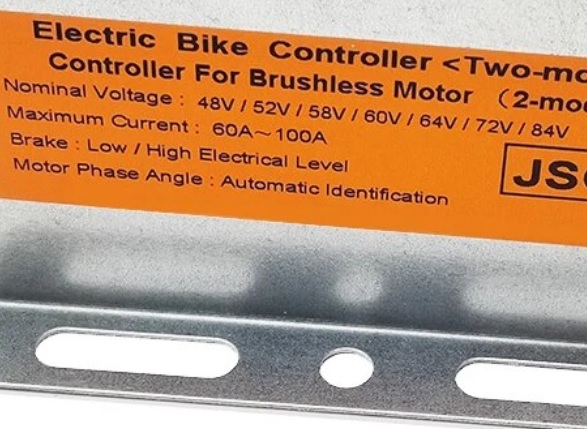 Electric Bike Controller <Two-mo
Controller For Brushless Motor （2-mo
Nominal Voltage : 48V / 52V / 58V / 60V / 64V / 72V / 84V
Maximum Current : 60A～100A
Brake : Low / High Electrical Level
Motor Phase Angle : Automatic Identification
JS